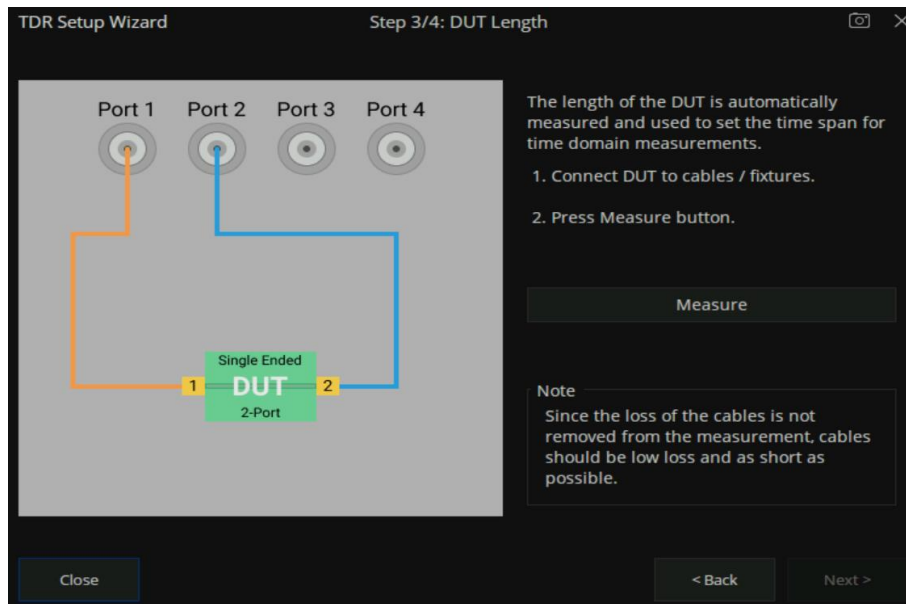 TDR Setup Wizard
Step 3/4: DUT Length
Port 1 Port 2 Port 3 Port 4
Single Ended
1 DUT 2
2-Port
The length of the DUT is automatically
measured and used to set the time span for
time domain measurements.
1. Connect DUT to cables / fixtures.
2. Press Measure button.
Measure
Note
Since the loss of the cables is not
removed from the measurement, cables
should be low loss and as short as
possible.
Close
< Back
Next >